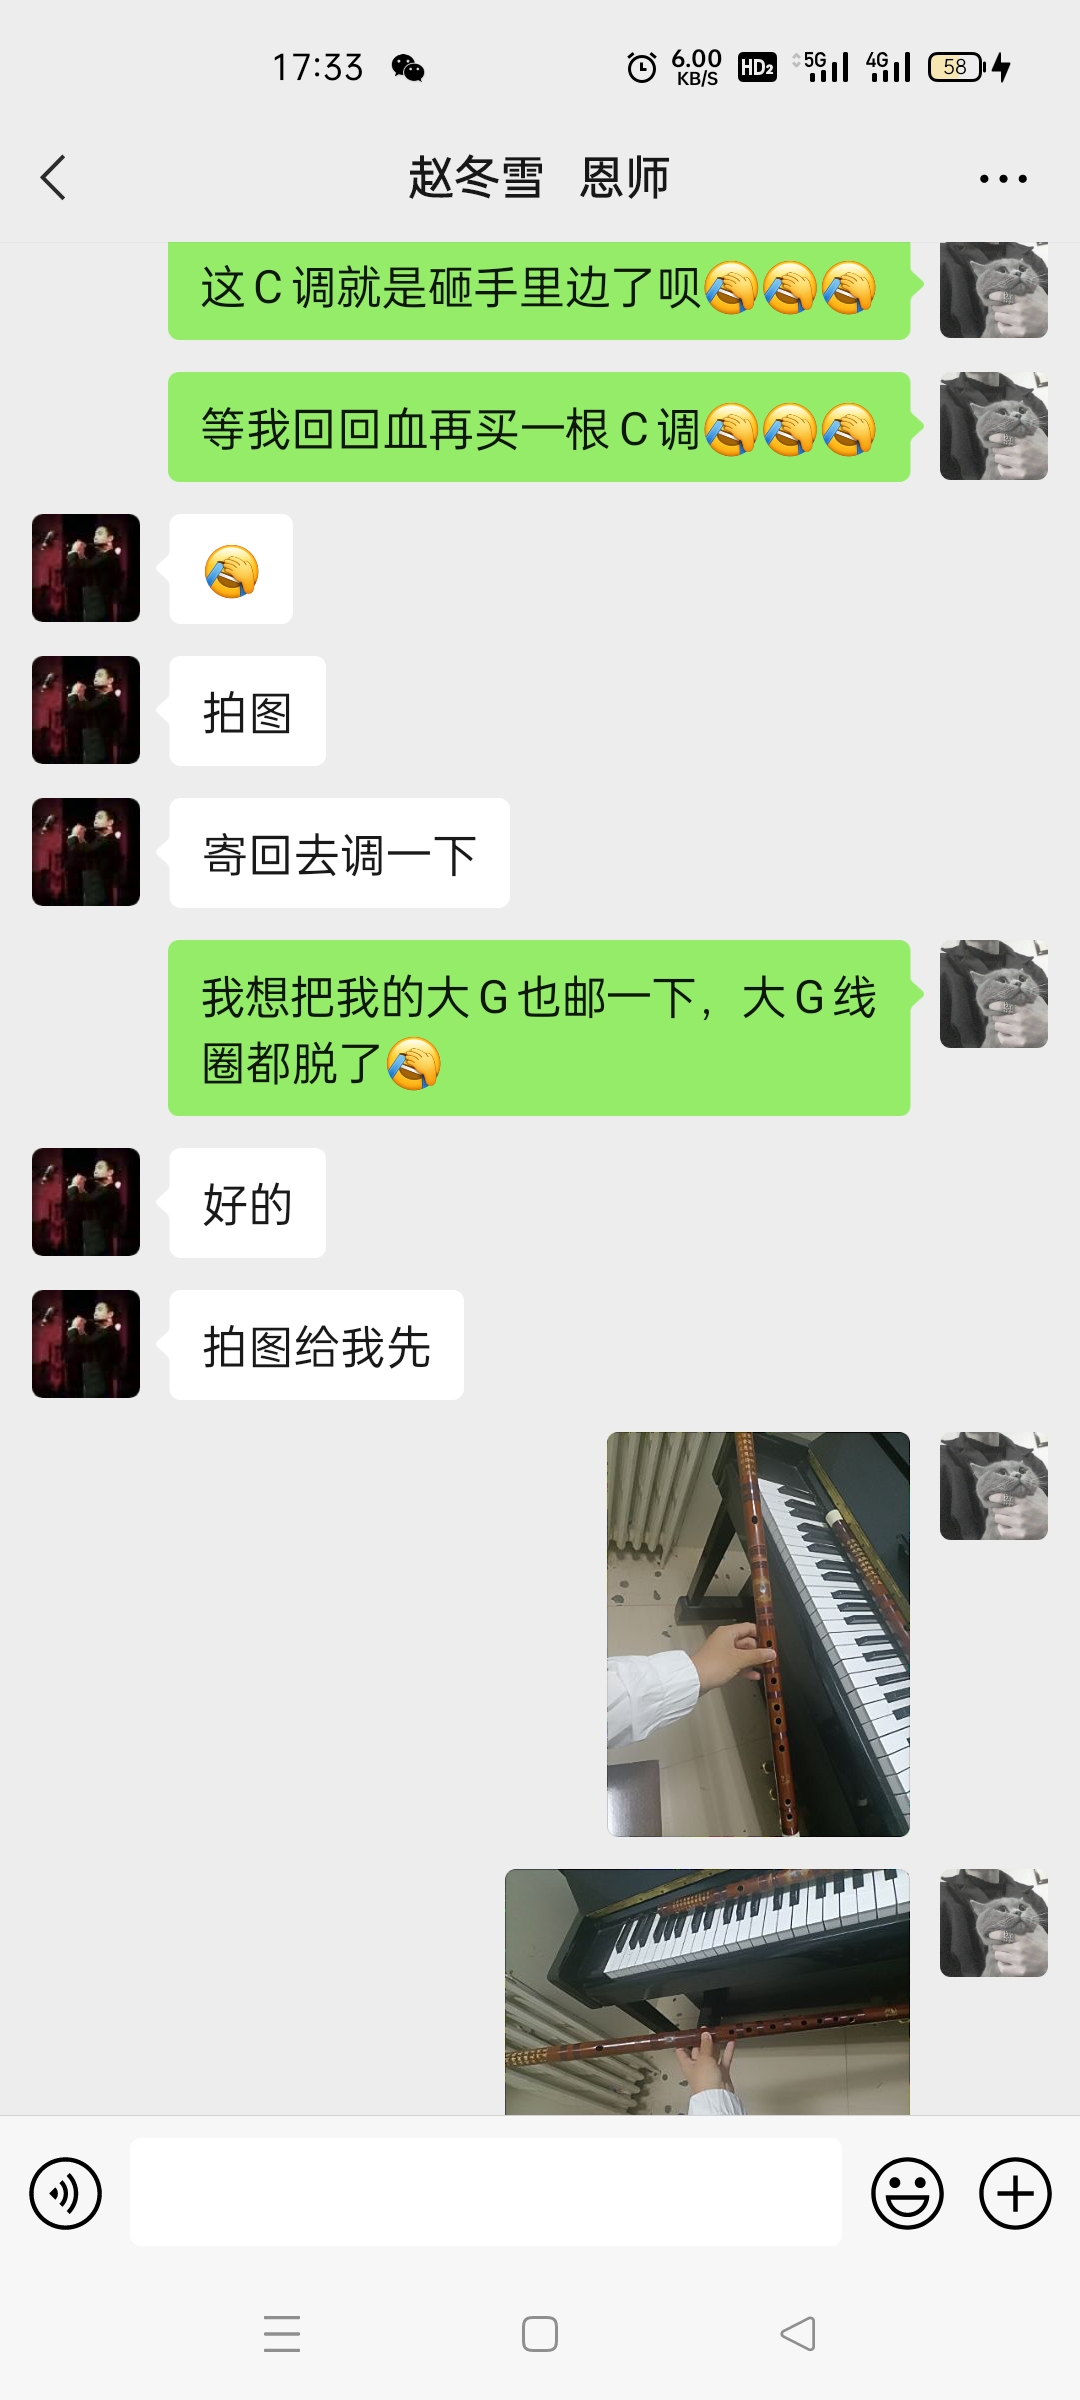 17:33
6.00
KB/S
HD2
5G
4G
58
赵冬雪 恩师
这C调就是砸手里边了呗🤣🤣🤣
等我回回血再买一根C调🤣🤣🤣
🤣
拍图
寄回去调一下
我想把我的大G也邮一下，大G线
圈都脱了🤣
好的
拍图给我先